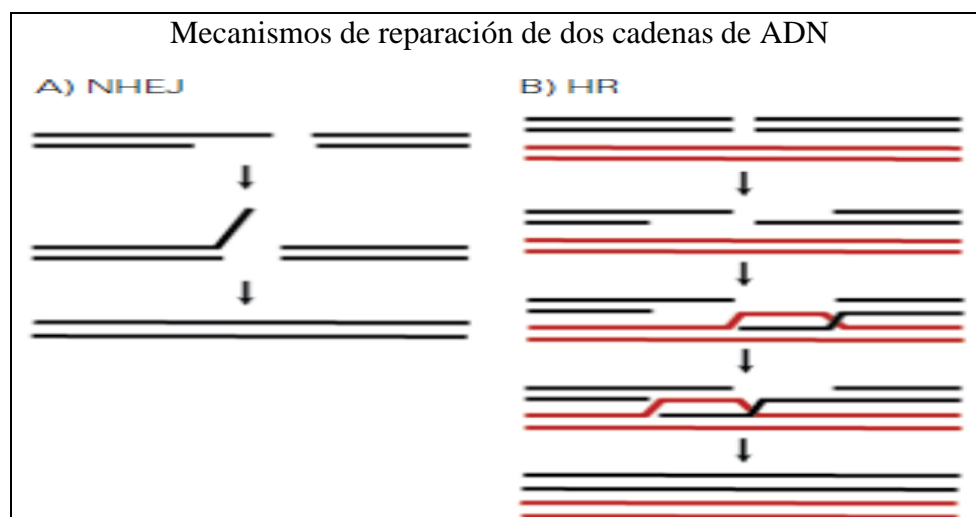 Mecanismos de reparación de dos cadenas de ADN
A) NHEJ
B) HR